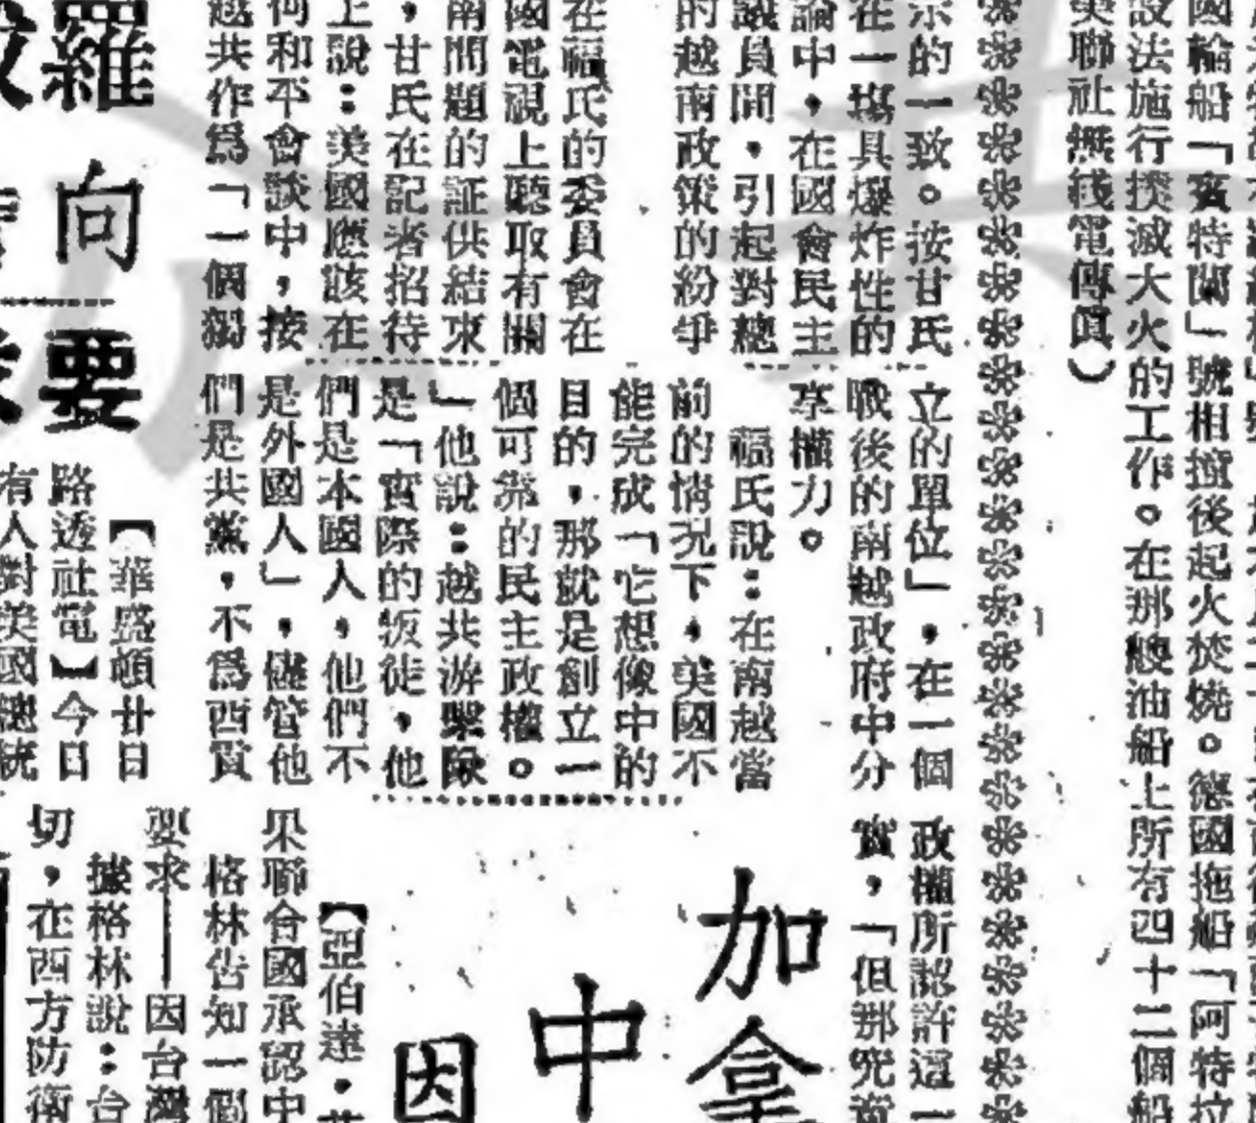 國輪船「賓特蘭」號相撞後起火焚燒。德國拖船「阿特拉
設法施行撲滅大火的工作。在那艘油船上所有四十二個船
美聯社無綫電傳眞）
示的一致。按甘氏
在一塲具爆炸性的
論中，在國會民主
議員間，引起對總
的越南政策的紛爭
在福氏的委員會在
國電視上聽取有關
南問題的証供結束
，甘氏在記者招待
上說：美國應該在
何和平會談中，按
越共作爲「一個獨
立的單位」，在一個
戰後的南越政府中分
享權力。
福氏說：在南越當
前的情況下，美國不
能完成「它想像中的
目的，那就是創立一
個可靠的民主政權。
」他說：越共游擊隊
是「實際的叛徒，他
們是本國人，他們不
是外國人」，儘管他
們是共黨，不爲西貢
政權所認許這一
實，「但那究竟
加拿
中
因
【亞伯達·
果聯合國承認中
格林告知一個
要求——因台灣
據格林說：台
切，在西方防衛
羅向
要
【華盛頓廿日
路透社電】今日
有人對美國總統